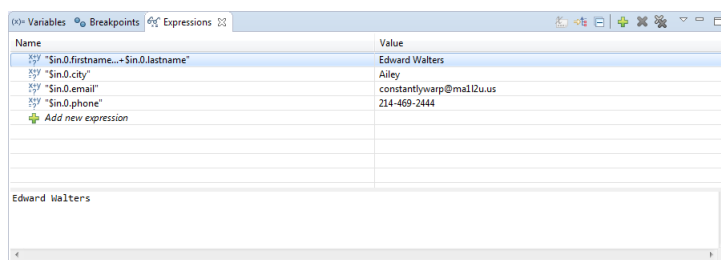 (x)= Variables Breakpoints Expressions
Name Value
"$in.0.firstname...+$in.0.lastname" Edward Walters
"$in.0.city" Ailey
"$in.0.email" constantlywarp@ma1l2u.us
"$in.0.phone" 214-469-2444
Add new expression
Edward Walters